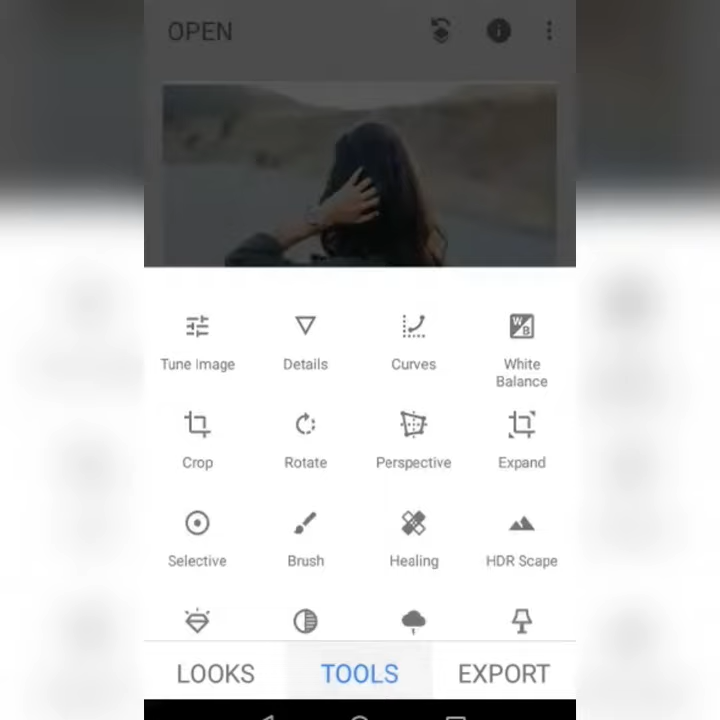 OPEN
Tune Image
Details
Curves
WB
White
Balance
Crop
Rotate
Perspective
Expand
Selective
Brush
Healing
HDR Scape
LOOKS
TOOLS
EXPORT